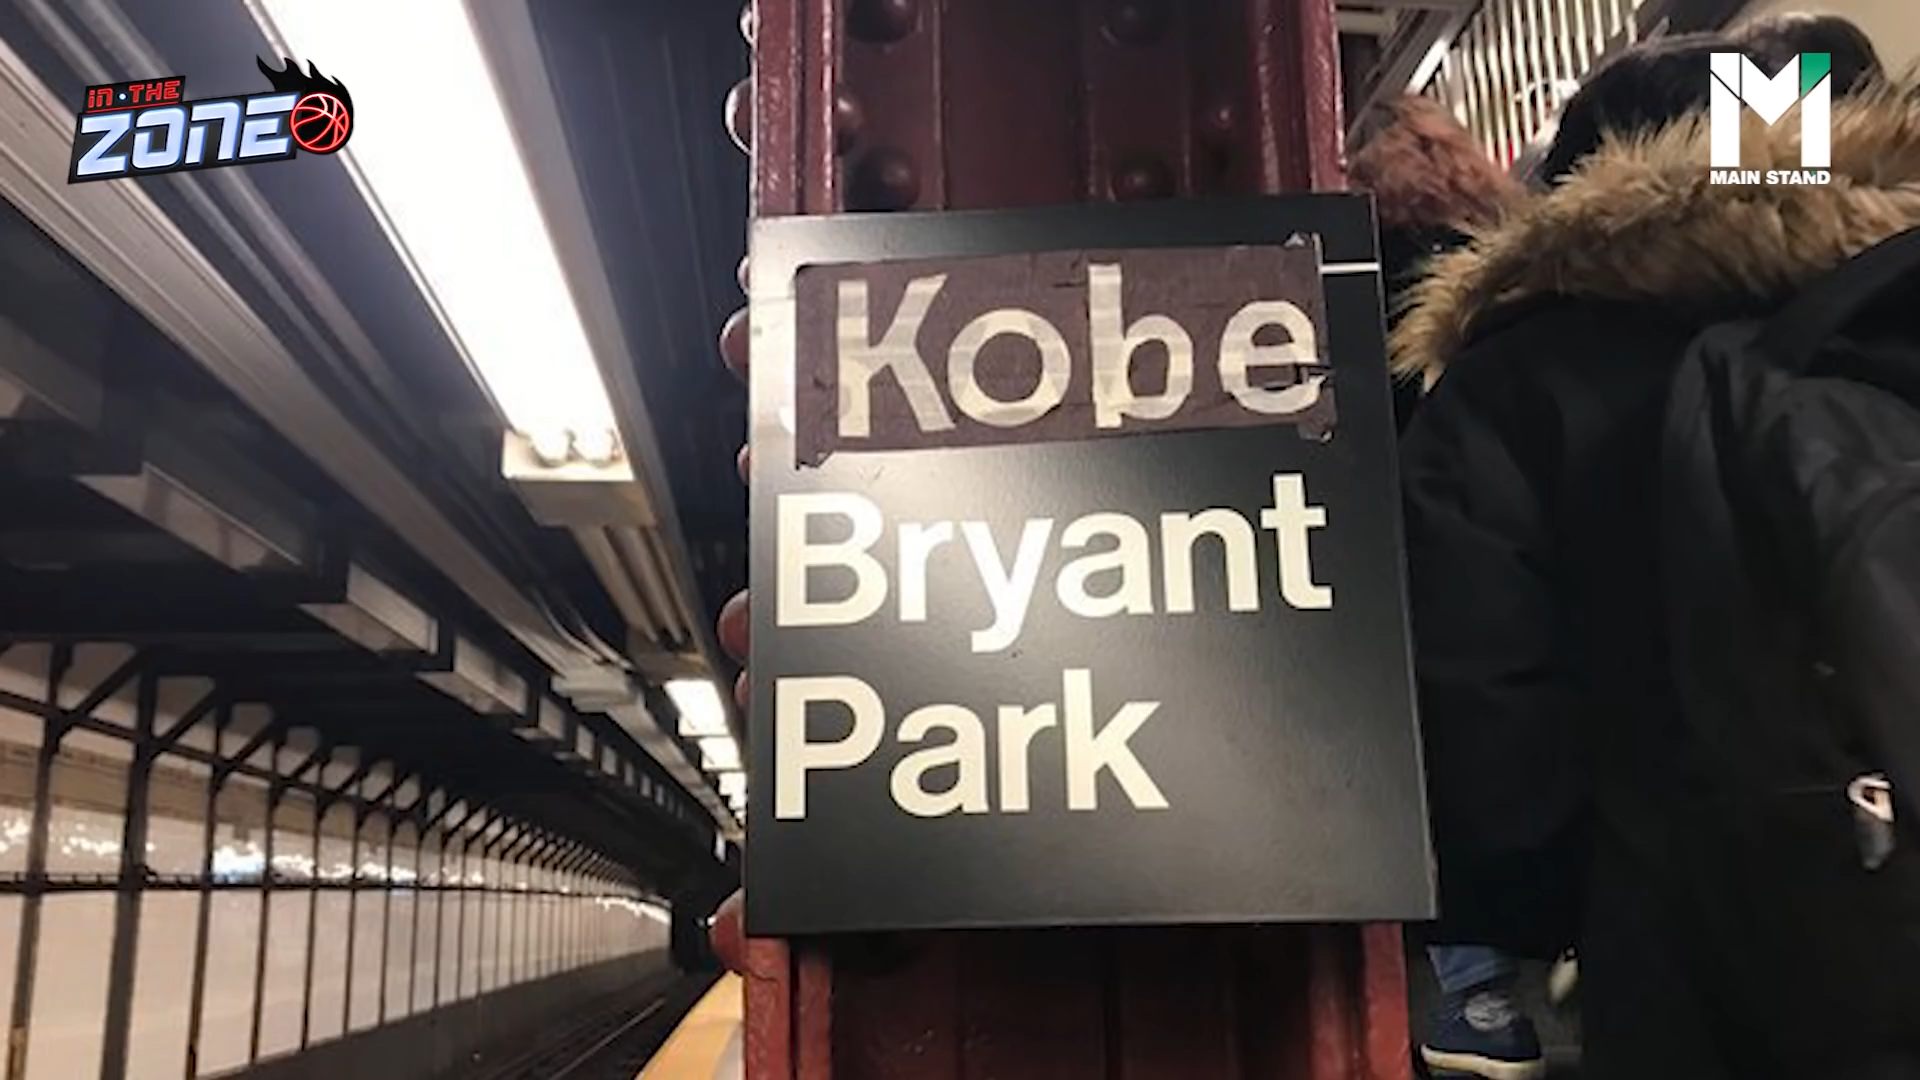 IN·THE
ZONE
MAIN STAND
Kobe
Bryant
Park